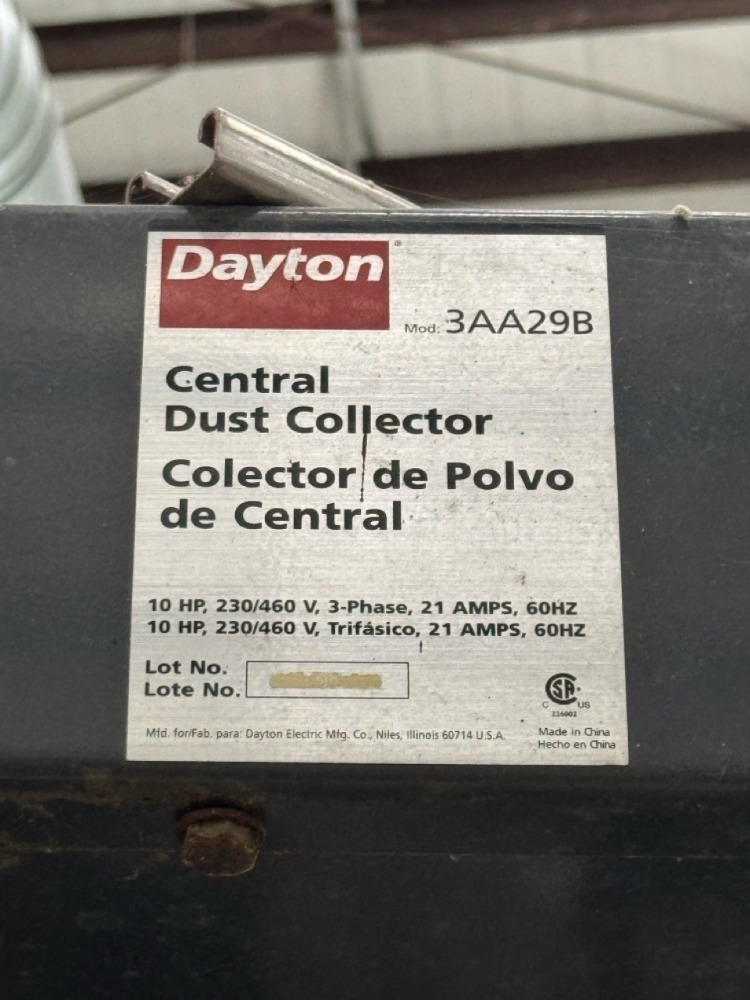 Dayton®
Mod: 3AA29B
Central
Dust Collector
Colector de Polvo
de Central
10 HP, 230/460 V, 3-Phase, 21 AMPS, 60HZ
10 HP, 230/460 V, Trifásico, 21 AMPS, 60HZ
Lot No.
Lote No.
CSA
C US
Mfd. for/Fab. para: Dayton Electric Mfg. Co., Niles, Illinois 60714 U.S.A.
Made in China
Hecho en China